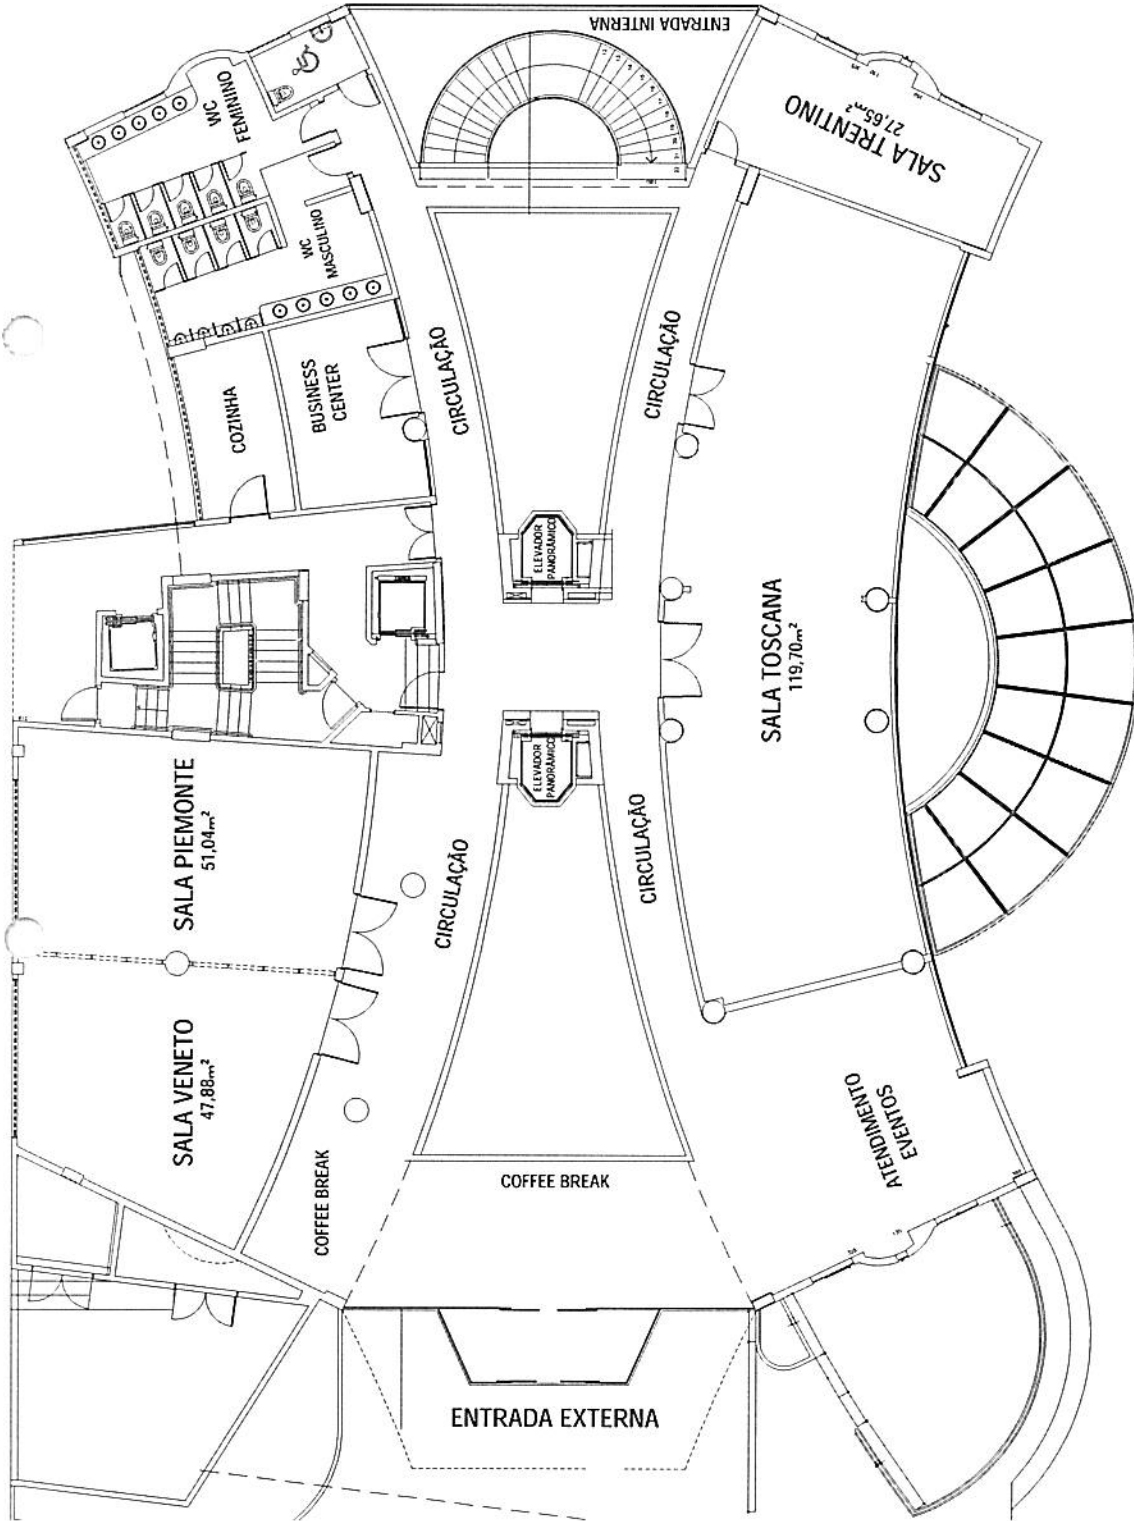 ENTRADA INTERNA
WC
FEMININO
SALA TRENTINO
27,65m²
WC
MASCULINO
CIRCULAÇÃO
CIRCULAÇÃO
BUSINESS
CENTER
COZINHA
ELEVADOR
PANORÂMICO
SALA TOSCANA
119,70m²
ELEVADOR
PANORÂMICO
SALA PIEMONTE
51,04m²
CIRCULAÇÃO
CIRCULAÇÃO
SALA VENETO
47,88m²
ATENDIMENTO
EVENTOS
COFFEE BREAK
COFFEE BREAK
ENTRADA EXTERNA